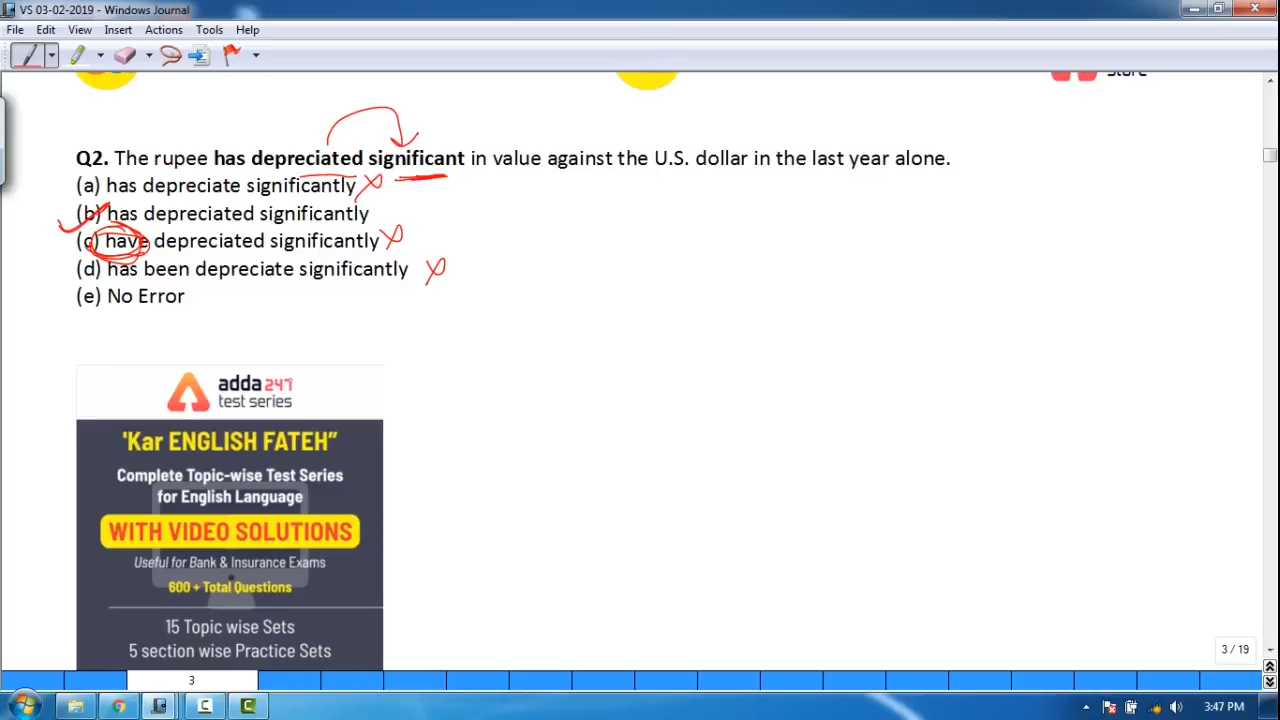 VS 03-02-2019 - Windows Journal
File Edit View Insert Actions Tools Help
Q2. The rupee has depreciated significant in value against the U.S. dollar in the last year alone.
(a) has depreciate significantly
(b) has depreciated significantly
(c) have depreciated significantly
(d) has been depreciate significantly
(e) No Error
adda 247
test series
'Kar ENGLISH FATEH”
Complete Topic-wise Test Series
for English Language
WITH VIDEO SOLUTIONS
Useful for Bank & Insurance Exams
600 + Total Questions
15 Topic wise Sets
5 section wise Practice Sets
3 / 19
3
3:47 PM